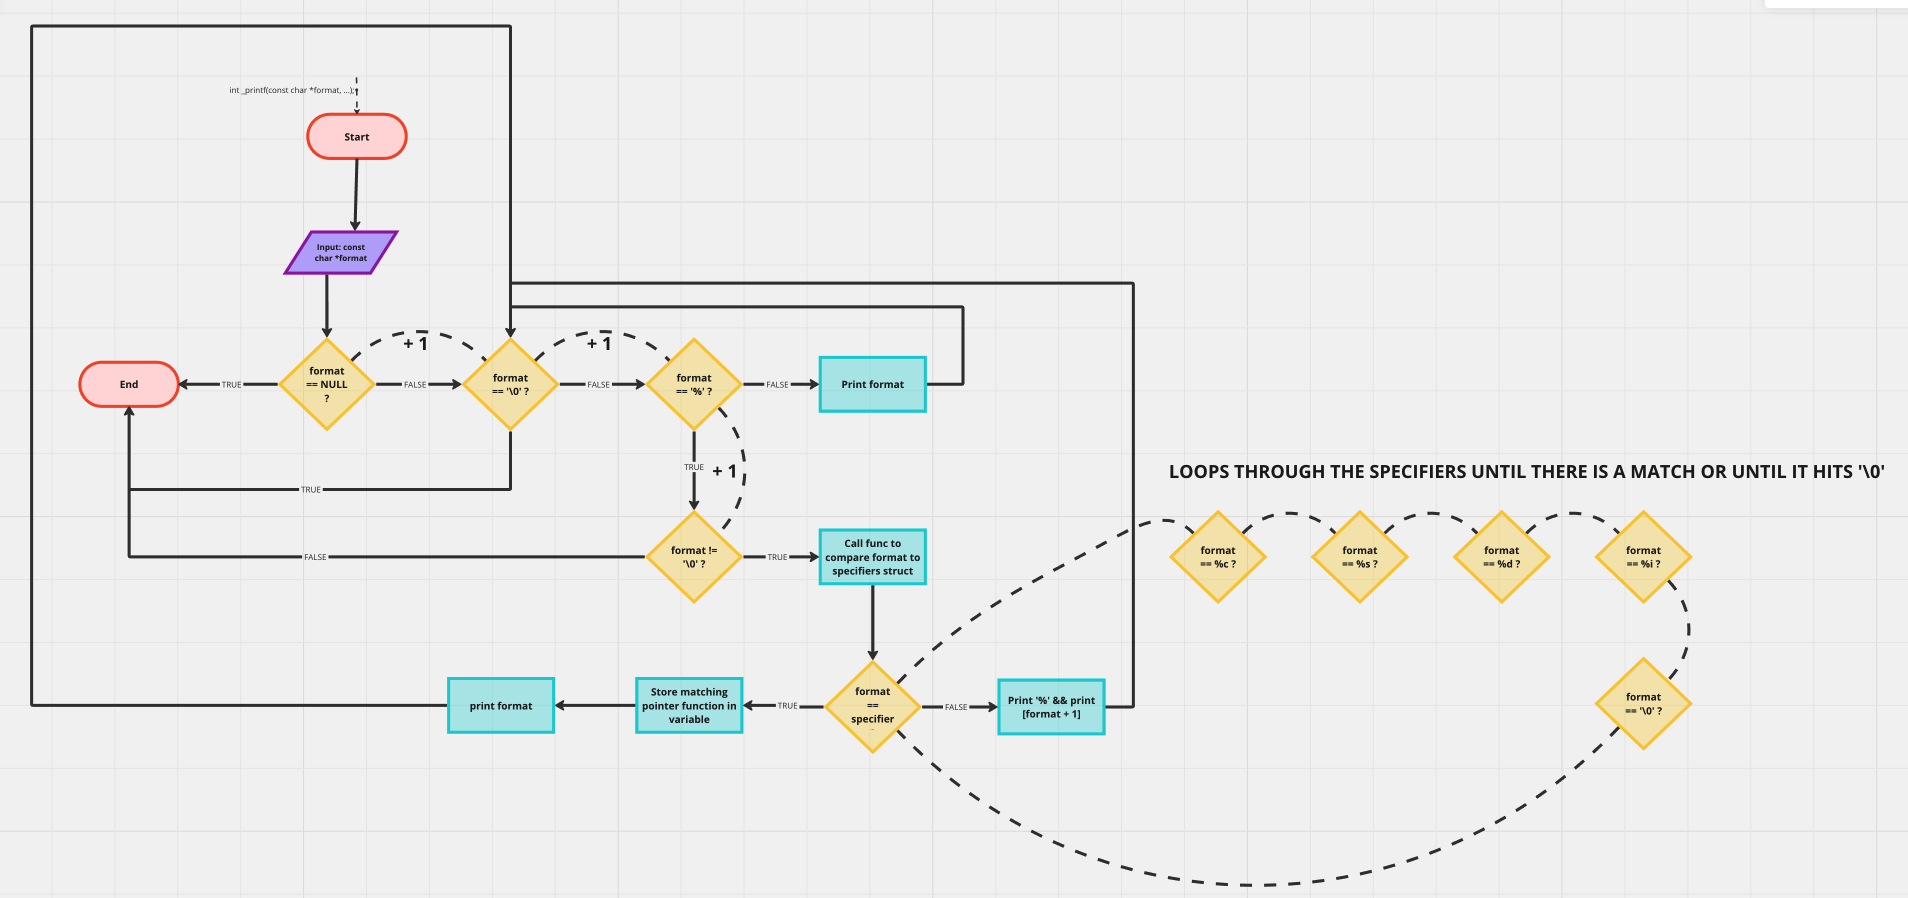 int _printf(const char *format, ...);
Start
Input: const
char *format
+ 1
+ 1
End
TRUE
format
== NULL
?
FALSE
format
== '\0' ?
FALSE
format
== '%' ?
FALSE
Print format
TRUE
+ 1
TRUE
LOOPS THROUGH THE SPECIFIERS UNTIL THERE IS A MATCH OR UNTIL IT HITS '\0'
FALSE
format !=
'\0' ?
TRUE
Call func to
compare format to
specifiers struct
format
== %c ?
format
== %s ?
format
== %d ?
format
== %i ?
print format
Store matching
pointer function in
variable
TRUE
format
==
specifier
FALSE
Print '%' && print
[format + 1]
format
== '\0' ?